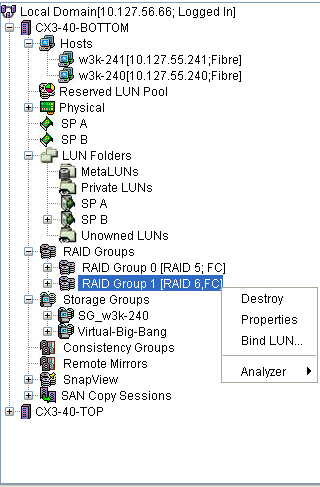 Local Domain[10.127.56.66; Logged In]
CX3-40-BOTTOM
Hosts
w3k-241[10.127.55.241;Fibre]
w3k-240[10.127.55.240;Fibre]
Reserved LUN Pool
Physical
SP A
SP B
LUN Folders
MetaLUNs
Private LUNs
SP A
SP B
Unowned LUNs
RAID Groups
RAID Group 0 [RAID 5; FC]
RAID Group 1 [RAID 6,FC]
Destroy
Properties
Bind LUN...
Analyzer
Storage Groups
SG_w3k-240
Virtual-Big-Bang
Consistency Groups
Remote Mirrors
SnapView
SAN Copy Sessions
CX3-40-TOP